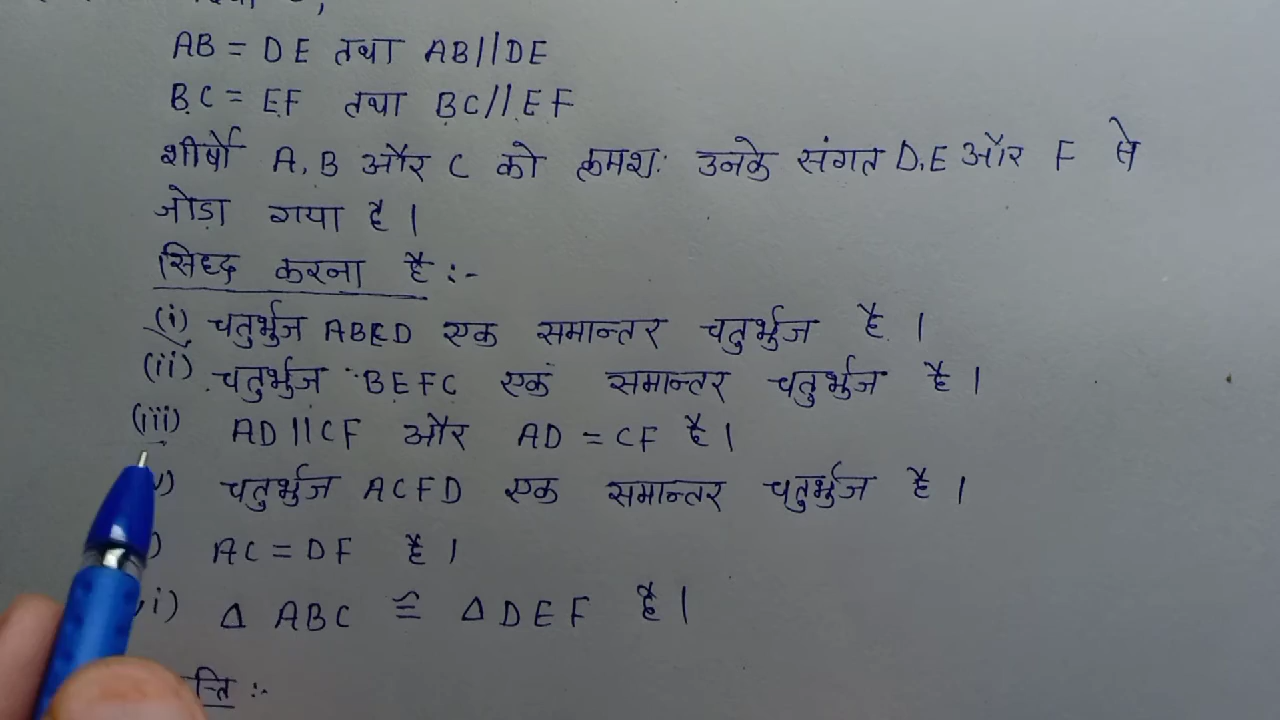 AB = DE तथा AB||DE
BC = EF तथा BC||EF
शीर्षो A, B और C को क्रमश: उनके संगत D, E और F से
जोड़ा गया है।
सिध्द करना है :-
(i) चतुर्भुज ABED एक समान्तर चतुर्भुज है।
(ii) चतुर्भुज BEFC एक समान्तर चतुर्भुज है।
(iii) AD||CF और AD = CF है।
चतुर्भुज ACFD एक समान्तर चतुर्भुज है।
AC = DF है।
Δ ABC ≅ Δ DEF है।